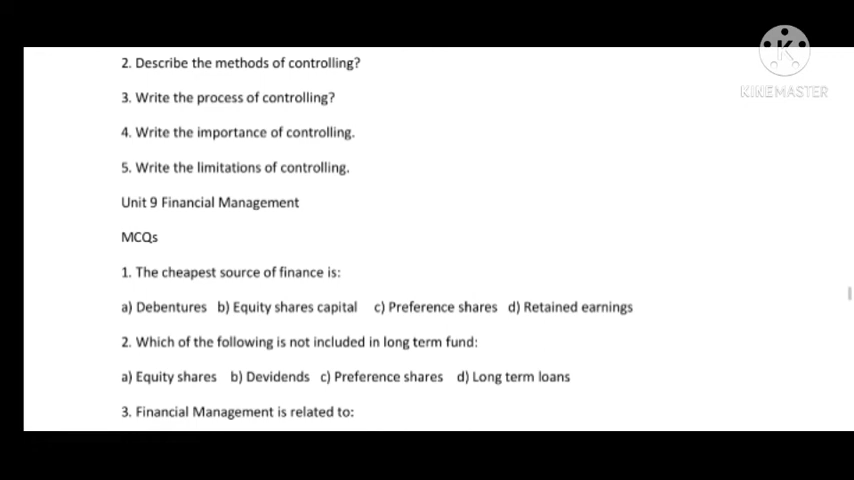 2. Describe the methods of controlling?
KINEMASTER
3. Write the process of controlling?
4. Write the importance of controlling.
5. Write the limitations of controlling.
Unit 9 Financial Management
MCQs
1. The cheapest source of finance is:
a) Debentures b) Equity shares capital c) Preference shares d) Retained earnings
2. Which of the following is not included in long term fund:
a) Equity shares b) Devidends c) Preference shares d) Long term loans
3. Financial Management is related to: